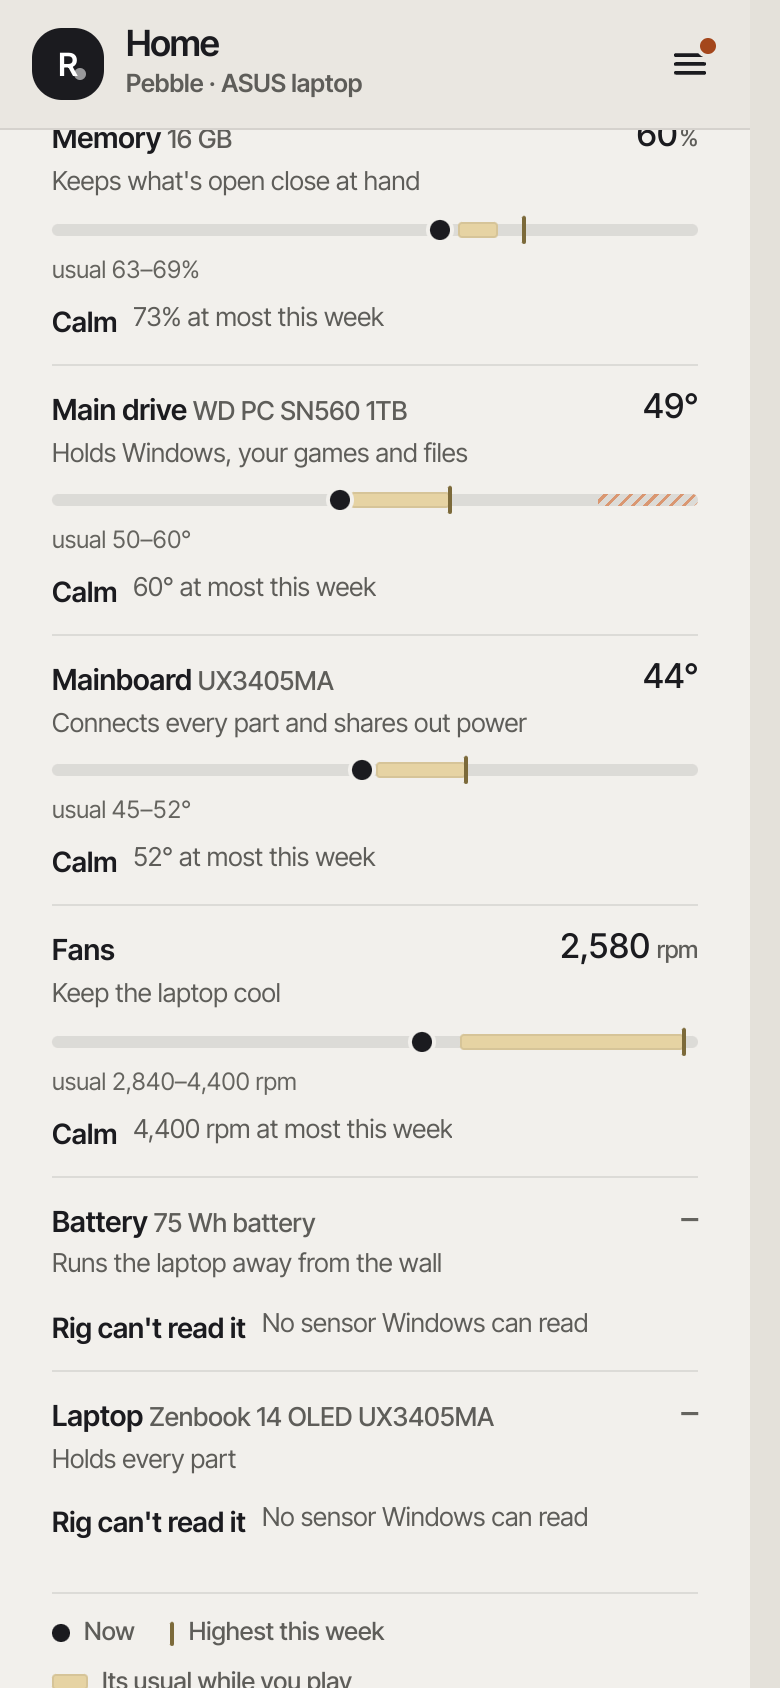 R
Home
Pebble · ASUS laptop
Memory 16 GB 60%
Keeps what's open close at hand
usual 63–69%
Calm 73% at most this week
Main drive WD PC SN560 1TB 49°
Holds Windows, your games and files
usual 50–60°
Calm 60° at most this week
Mainboard UX3405MA 44°
Connects every part and shares out power
usual 45–52°
Calm 52° at most this week
Fans 2,580 rpm
Keep the laptop cool
usual 2,840–4,400 rpm
Calm 4,400 rpm at most this week
Battery 75 Wh battery –
Runs the laptop away from the wall
Rig can't read it No sensor Windows can read
Laptop Zenbook 14 OLED UX3405MA –
Holds every part
Rig can't read it No sensor Windows can read
Now Highest this week
Its usual while you play